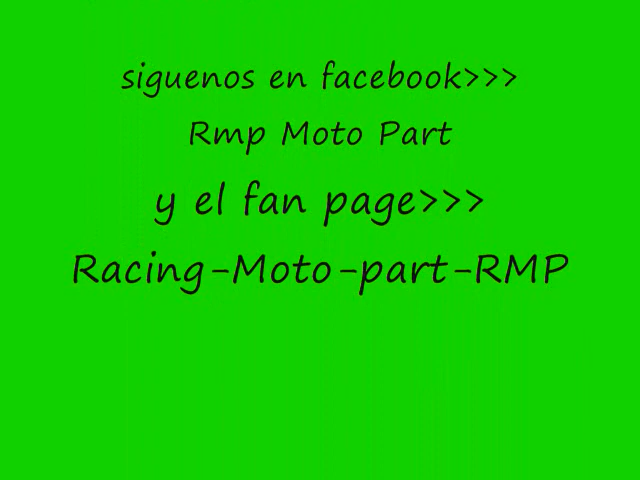 siguenos en facebook>>>
Rmp Moto Part
y el fan page>>>
Racing-Moto-part-RMP